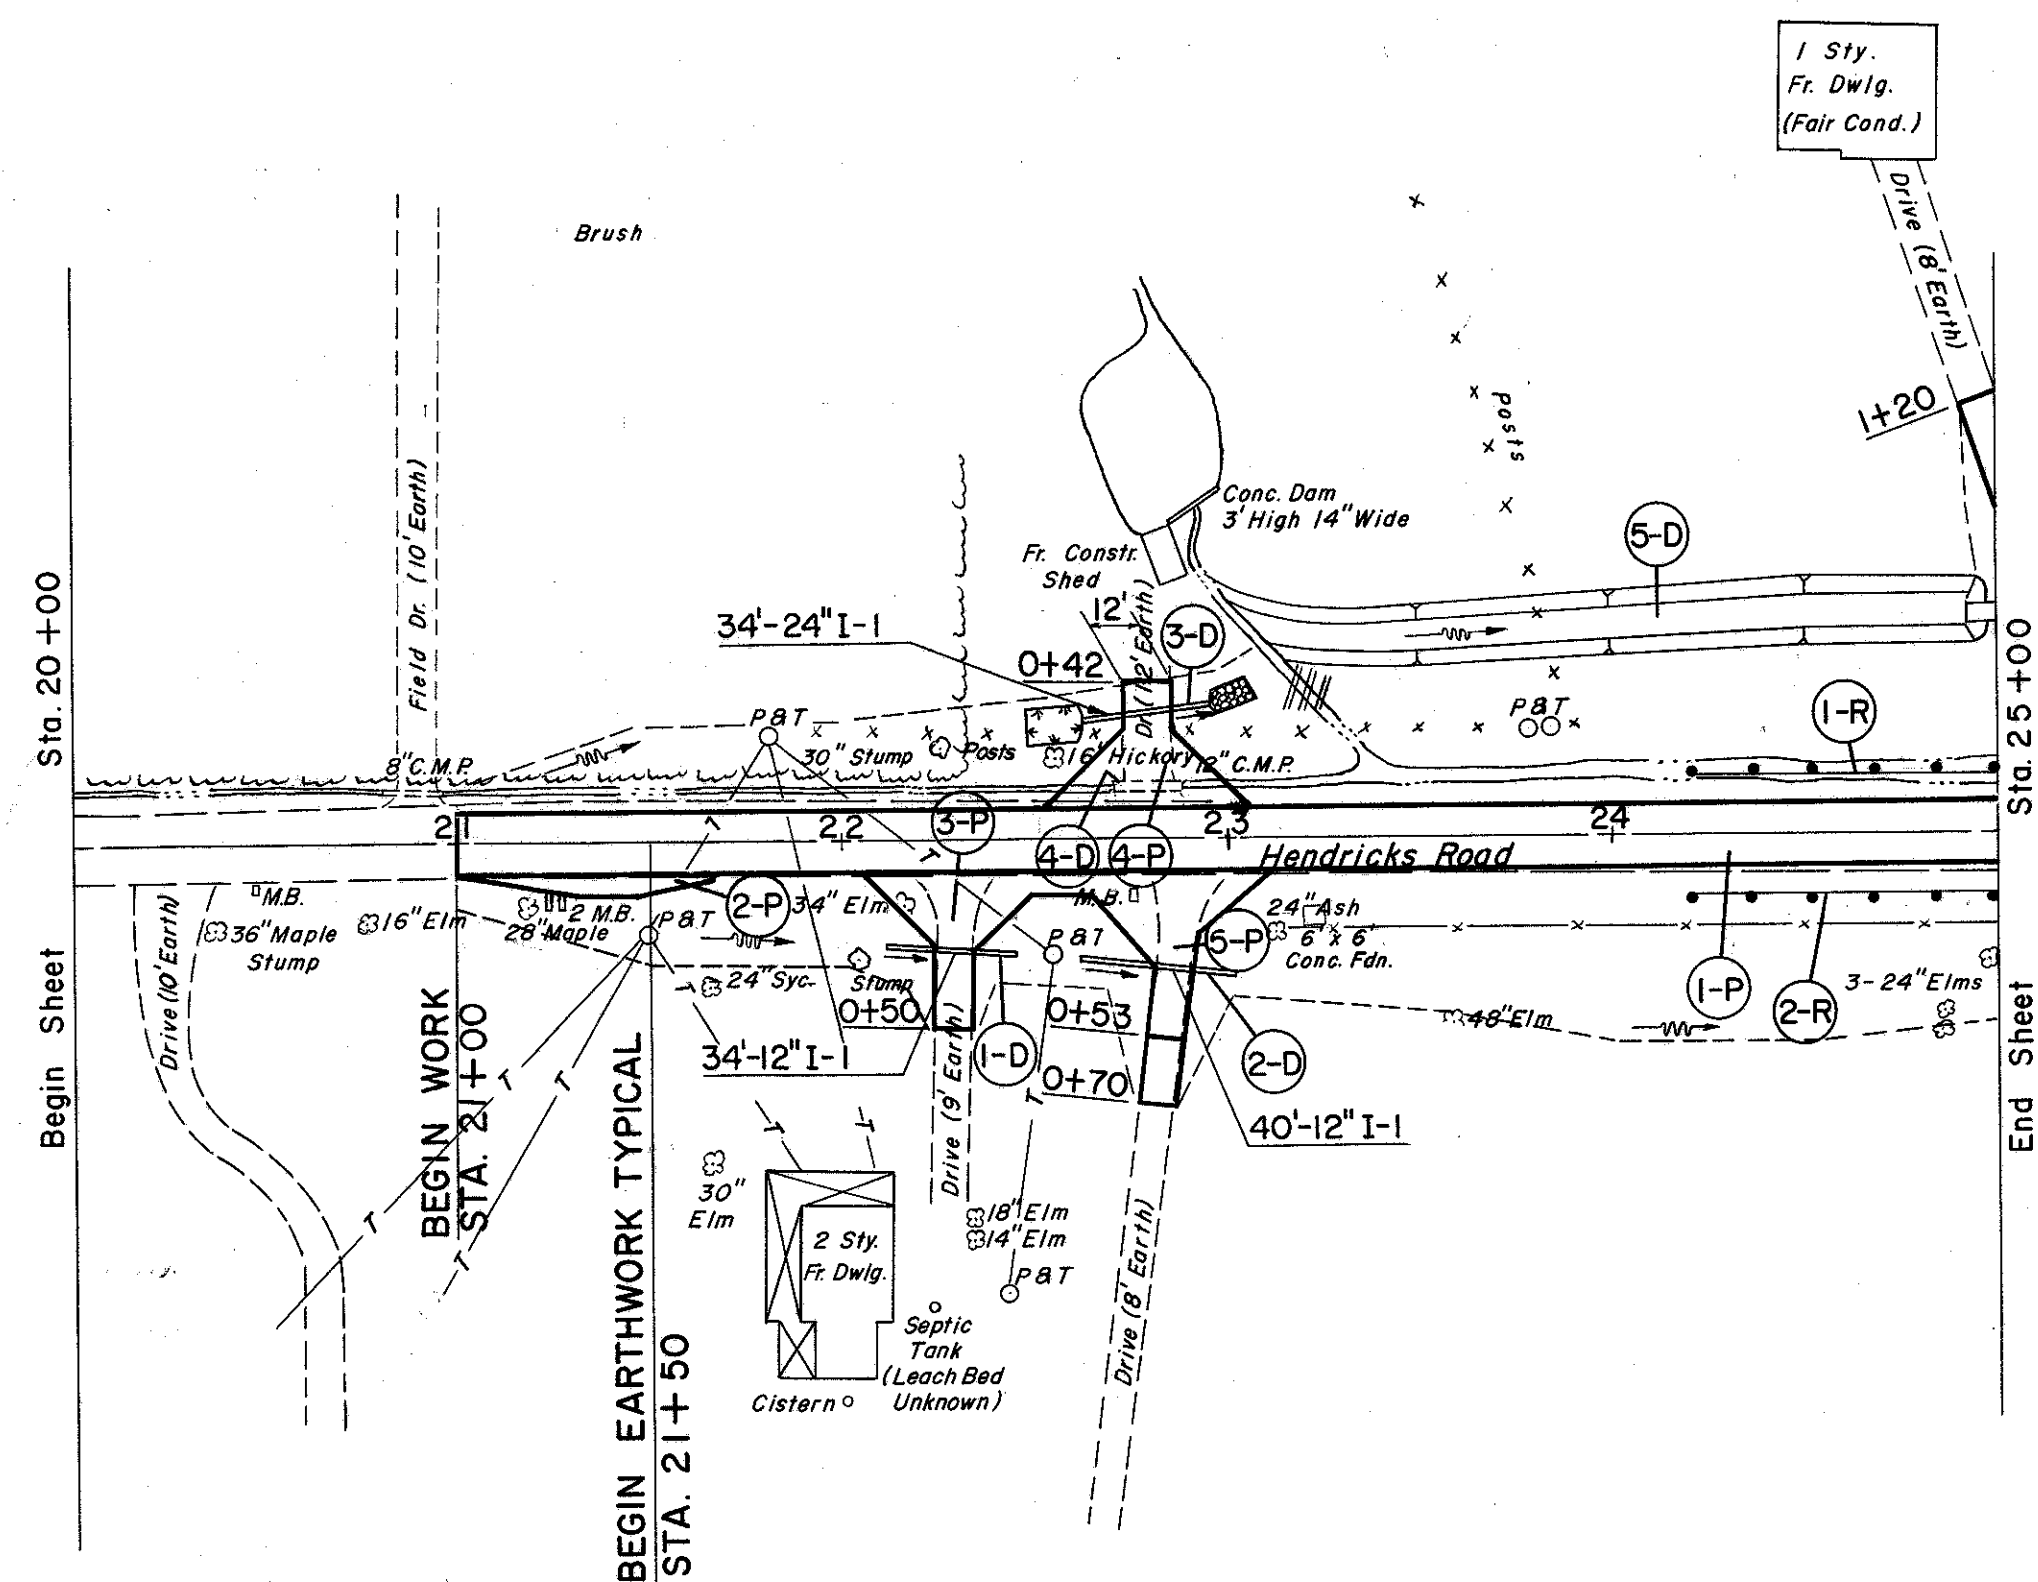 1 Sty.
Fr. Dwlg.
(Fair Cond.)
Drive (8' Earth)
1+20
Brush
Posts
Conc. Dam
3' High 14" Wide
5-D
Fr. Constr.
Shed
12'
Dr. (12' Earth)
3-D
34'-24" I-1
0+42
Field Dr. (10' Earth)
Sta. 20+00
P & T
30" Stump
Posts
16" Hickory
12" C.M.P.
8" C.M.P.
P & T
1-R
Sta. 25+00
21
22
23
24
3-P
4-D
4-P
Hendricks Road
M.B.
36" Maple
Stump
16" Elm
2 M.B.
28" Maple
P & T
2-P
34" Elm
M.B.
24" Ash
6' x 6'
Conc. Fdn.
5-P
P & T
24" Syc.
Stump
0+50
0+53
0+70
34'-12" I-1
1-D
2-D
40'-12" I-1
48" Elm
1-P
2-R
3-24" Elms
Begin Sheet
End Sheet
Drive (10' Earth)
BEGIN WORK
STA. 21+00
BEGIN EARTHWORK TYPICAL
STA. 21+50
T
T
T
T
T
T
T
T
T
T
30"
Elm
2 Sty.
Fr. Dwlg.
Drive (9' Earth)
18" Elm
14" Elm
P & T
Septic
Tank
(Leach Bed
Unknown)
Cistern
Drive (8' Earth)